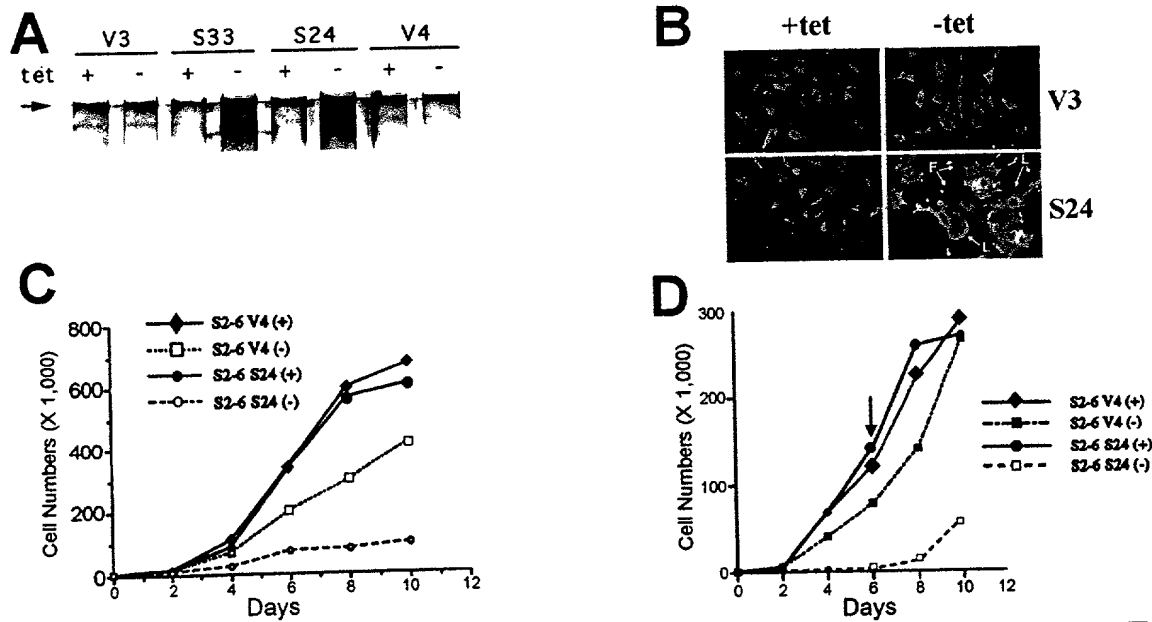 A
V3 S33 S24 V4
tet + - + - + - + -
B
+tet -tet
V3
S24
F L
L
C
S2-6 V4 (+)
S2-6 V4 (-)
S2-6 S24 (+)
S2-6 S24 (-)
Cell Numbers (X 1,000)
800
600
400
200
0
0 2 4 6 8 10 12
Days
D
S2-6 V4 (+)
S2-6 V4 (-)
S2-6 S24 (+)
S2-6 S24 (-)
Cell Numbers (X 1,000)
300
200
100
0
0 2 4 6 8 10 12
Days